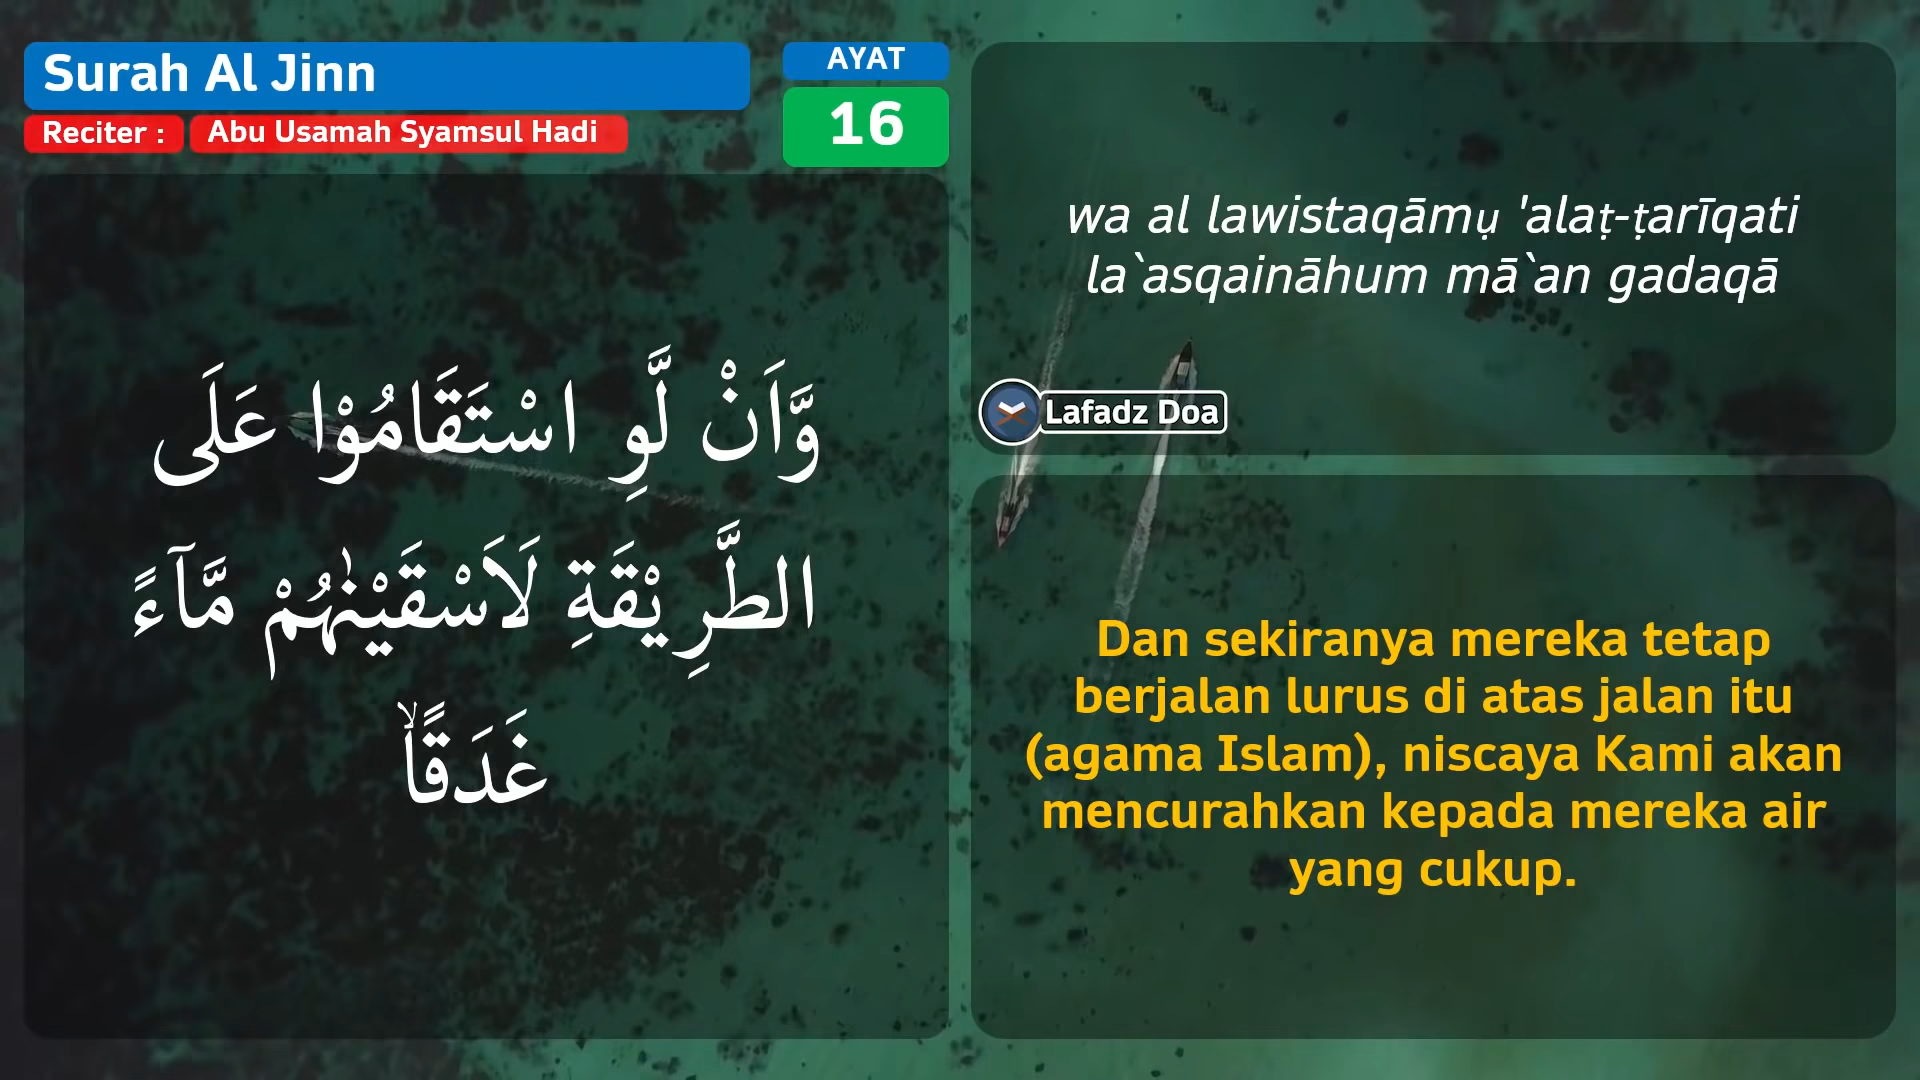 Surah Al Jinn
Reciter :
Abu Usamah Syamsul Hadi
AYAT
16
وَّاَنْ لَّوِ اسْتَقَامُوْا عَلَى
الطَّرِيْقَةِ لَاَسْقَيْنٰهُمْ مَّاۤءً
غَدَقًاۙ
wa al lawistaqāmụ 'alaṭ-ṭarīqati
la`asqaināhum mā`an gadaqā
Lafadz Doa
Dan sekiranya mereka tetap
berjalan lurus di atas jalan itu
(agama Islam), niscaya Kami akan
mencurahkan kepada mereka air
yang cukup.